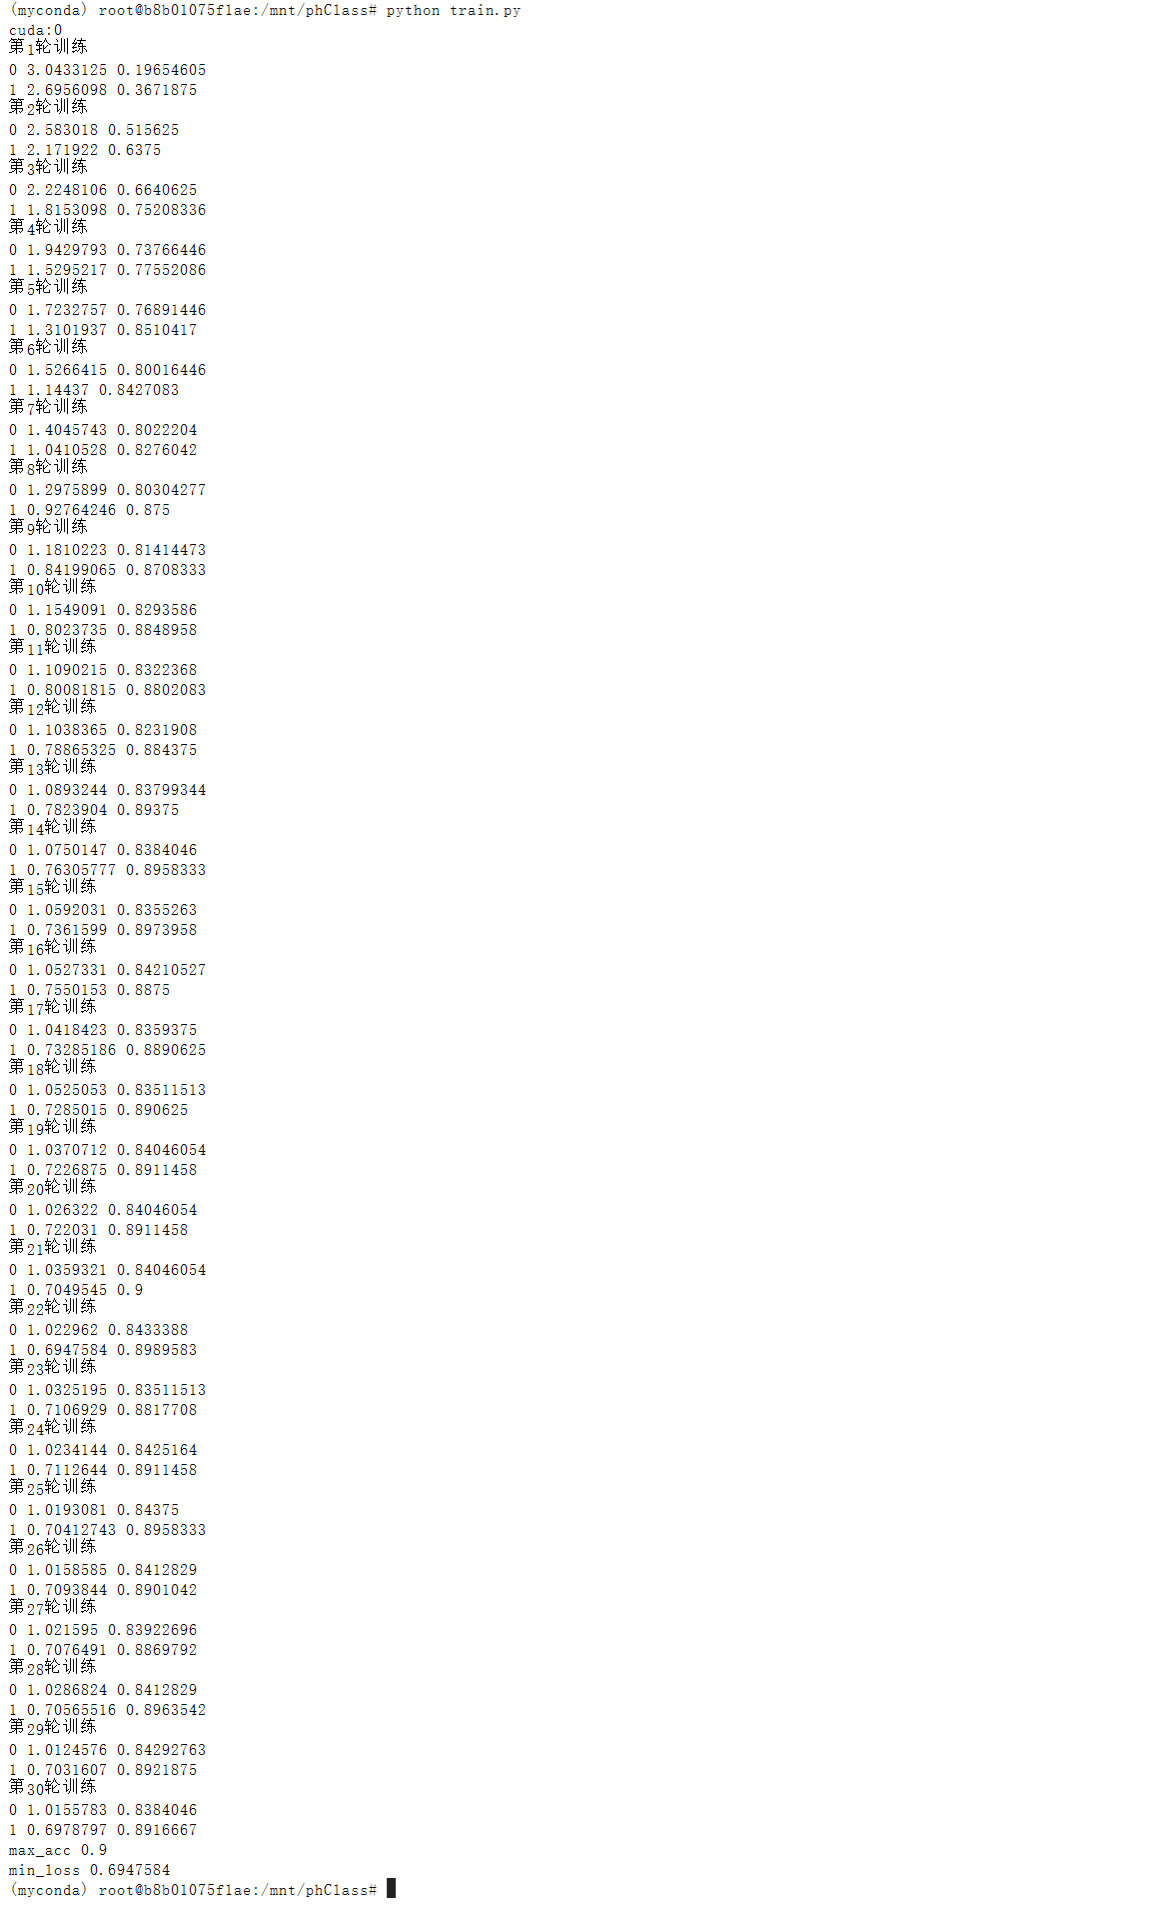 (myconda) root@b8b01075f1ae:/mnt/phClass# python train.py
cuda:0
第1轮训练
0 3.0433125 0.19654605
1 2.6956098 0.3671875
第2轮训练
0 2.583018 0.515625
1 2.171922 0.6375
第3轮训练
0 2.2248106 0.6640625
1 1.8153098 0.75208336
第4轮训练
0 1.9429793 0.73766446
1 1.5295217 0.77552086
第5轮训练
0 1.7232757 0.76891446
1 1.3101937 0.8510417
第6轮训练
0 1.5266415 0.80016446
1 1.14437 0.8427083
第7轮训练
0 1.4045743 0.8022204
1 1.0410528 0.8276042
第8轮训练
0 1.2975899 0.80304277
1 0.92764246 0.875
第9轮训练
0 1.1810223 0.81414473
1 0.84199065 0.8708333
第10轮训练
0 1.1549091 0.8293586
1 0.8023735 0.8848958
第11轮训练
0 1.1090215 0.8322368
1 0.80081815 0.8802083
第12轮训练
0 1.1038365 0.8231908
1 0.78865325 0.884375
第13轮训练
0 1.0893244 0.83799344
1 0.7823904 0.89375
第14轮训练
0 1.0750147 0.8384046
1 0.76305777 0.8958333
第15轮训练
0 1.0592031 0.8355263
1 0.7361599 0.8973958
第16轮训练
0 1.0527331 0.84210527
1 0.7550153 0.8875
第17轮训练
0 1.0418423 0.8359375
1 0.73285186 0.8890625
第18轮训练
0 1.0525053 0.83511513
1 0.7285015 0.890625
第19轮训练
0 1.0370712 0.84046054
1 0.7226875 0.8911458
第20轮训练
0 1.026322 0.84046054
1 0.722031 0.8911458
第21轮训练
0 1.0359321 0.84046054
1 0.7049545 0.9
第22轮训练
0 1.022962 0.8433388
1 0.6947584 0.8989583
第23轮训练
0 1.0325195 0.83511513
1 0.7106929 0.8817708
第24轮训练
0 1.0234144 0.8425164
1 0.7112644 0.8911458
第25轮训练
0 1.0193081 0.84375
1 0.70412743 0.8958333
第26轮训练
0 1.0158585 0.8412829
1 0.7093844 0.8901042
第27轮训练
0 1.021595 0.83922696
1 0.7076491 0.8869792
第28轮训练
0 1.0286824 0.8412829
1 0.70565516 0.8963542
第29轮训练
0 1.0124576 0.84292763
1 0.7031607 0.8921875
第30轮训练
0 1.0155783 0.8384046
1 0.6978797 0.8916667
max_acc 0.9
min_loss 0.6947584
(myconda) root@b8b01075f1ae:/mnt/phClass#